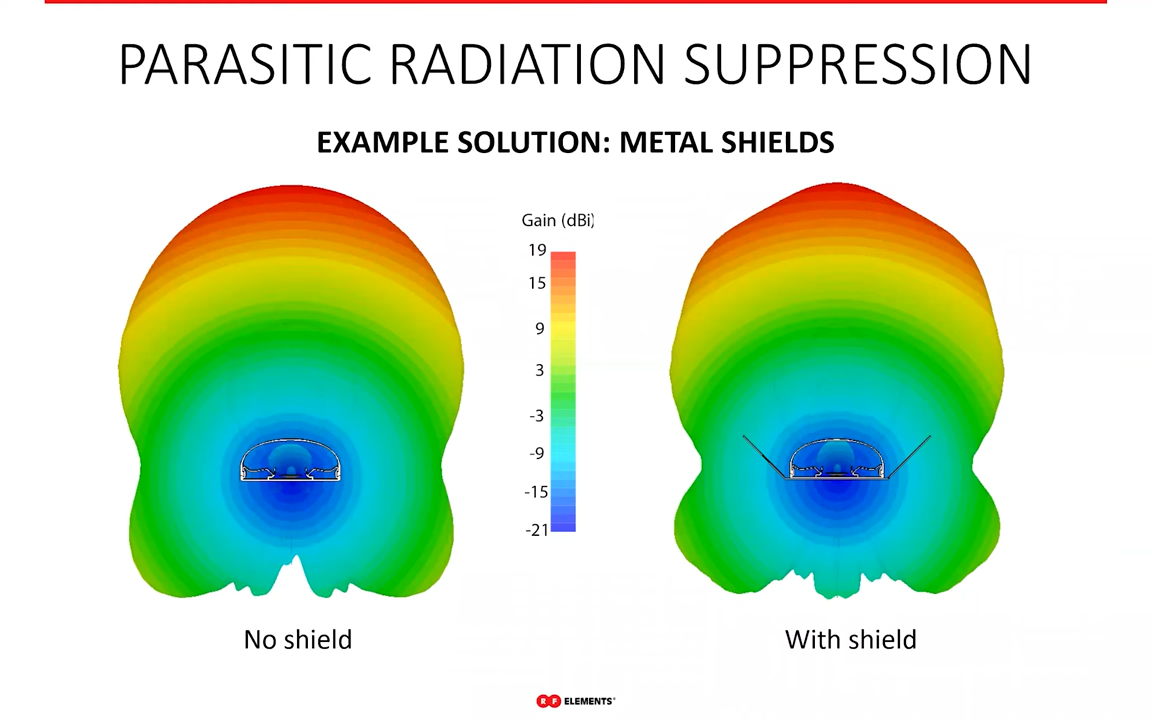 PARASITIC RADIATION SUPPRESSION
EXAMPLE SOLUTION: METAL SHIELDS
Gain (dBi)
19
15
9
3
-3
-9
-15
-21
No shield
With shield
RF ELEMENTS